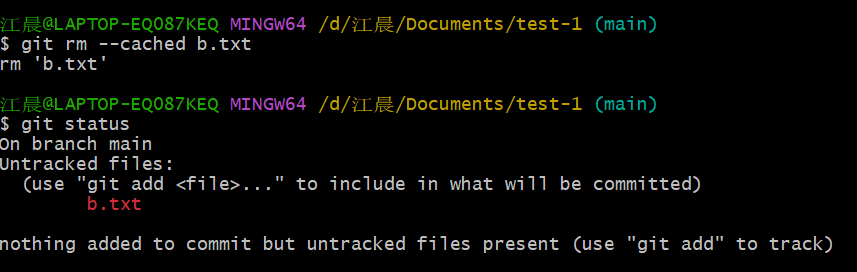 江晨@LAPTOP-EQO87KEQ MINGW64 /d/江晨/Documents/test-1 (main)
$ git rm --cached b.txt
rm 'b.txt'
江晨@LAPTOP-EQO87KEQ MINGW64 /d/江晨/Documents/test-1 (main)
$ git status
On branch main
Untracked files:
  (use "git add <file>..." to include in what will be committed)
        b.txt
nothing added to commit but untracked files present (use "git add" to track)